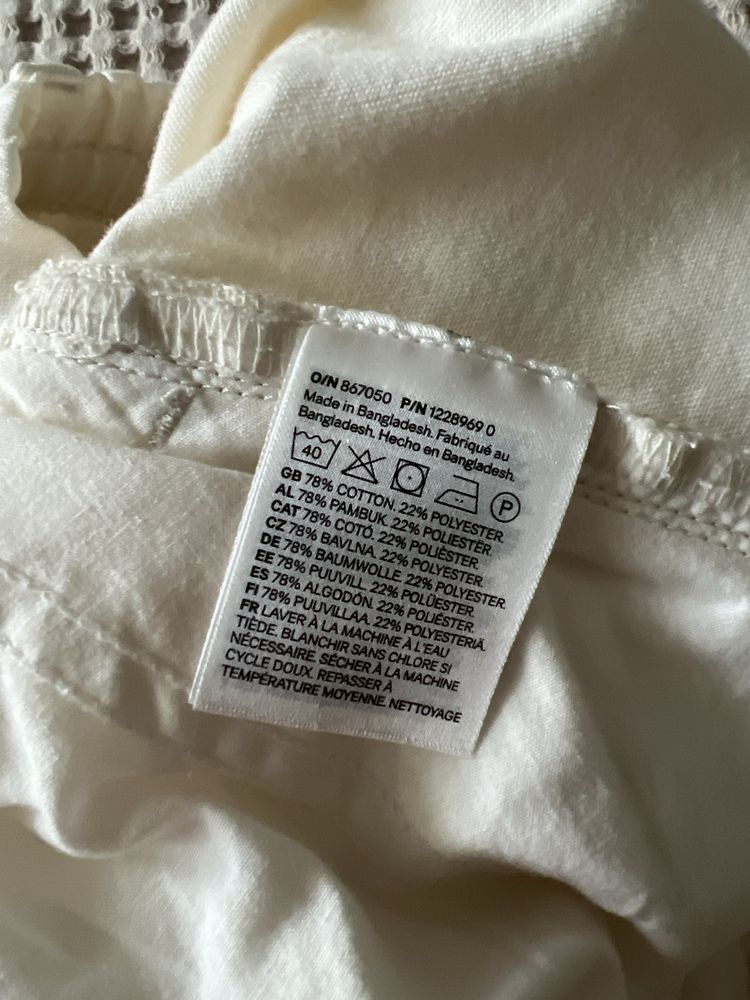 O/N 867050 P/N 1228969 0
Made in Bangladesh. Fabriqué au
Bangladesh. Hecho en Bangladesh.
40 P
GB 78% COTTON. 22% POLYESTER.
AL 78% PAMBUK. 22% POLIESTËR.
CAT 78% COTÓ. 22% POLIÈSTER.
CZ 78% BAVLNA. 22% POLYESTER.
DE 78% BAUMWOLLE. 22% POLYESTER.
EE 78% PUUVILL. 22% POLÜESTER.
ES 78% ALGODÓN. 22% POLIÉSTER.
FI 78% PUUVILLAA. 22% POLYESTERIÄ.
FR LAVER À LA MACHINE À L'EAU
TIÈDE. BLANCHIR SANS CHLORE SI
NÉCESSAIRE. SÉCHER À LA MACHINE
CYCLE DOUX. REPASSER À
TEMPÉRATURE MOYENNE. NETTOYAGE